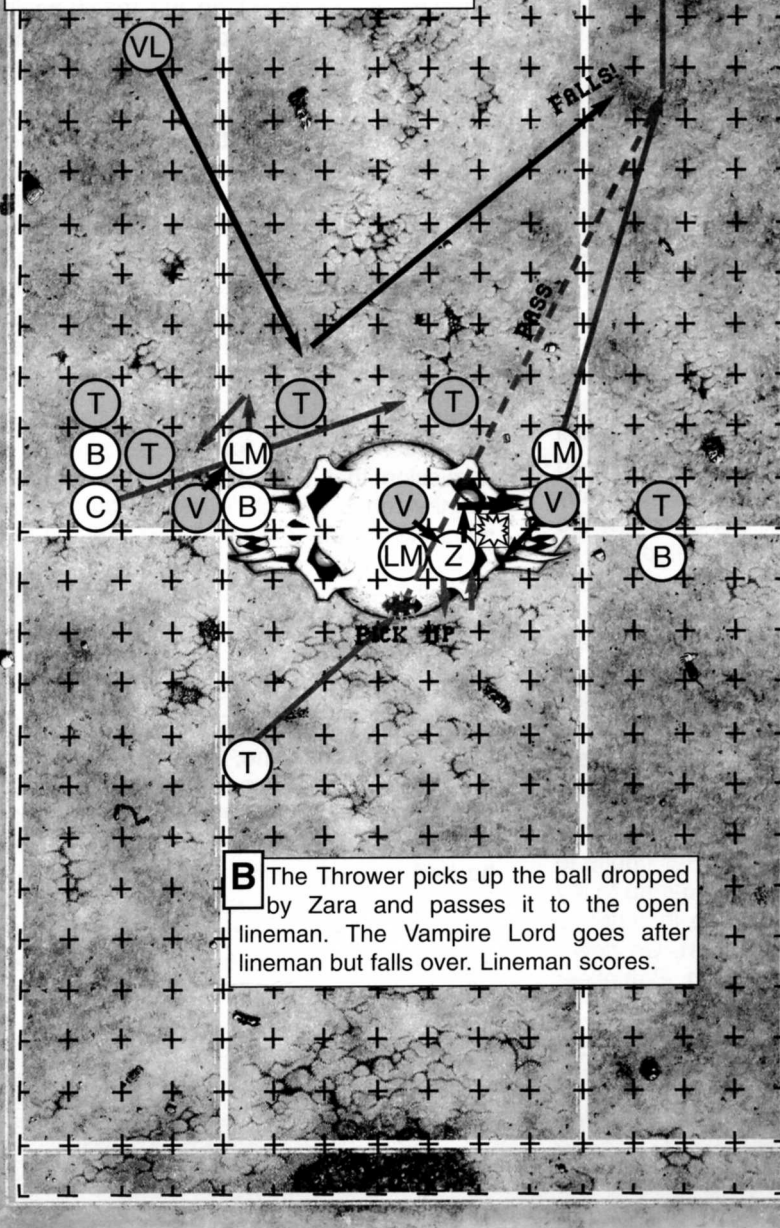 VL
FALLS!
PASS
T T T
B T LM LM
C V B V V T
LM Z B
PICK UP
T
B The Thrower picks up the ball dropped
by Zara and passes it to the open
lineman. The Vampire Lord goes after
lineman but falls over. Lineman scores.